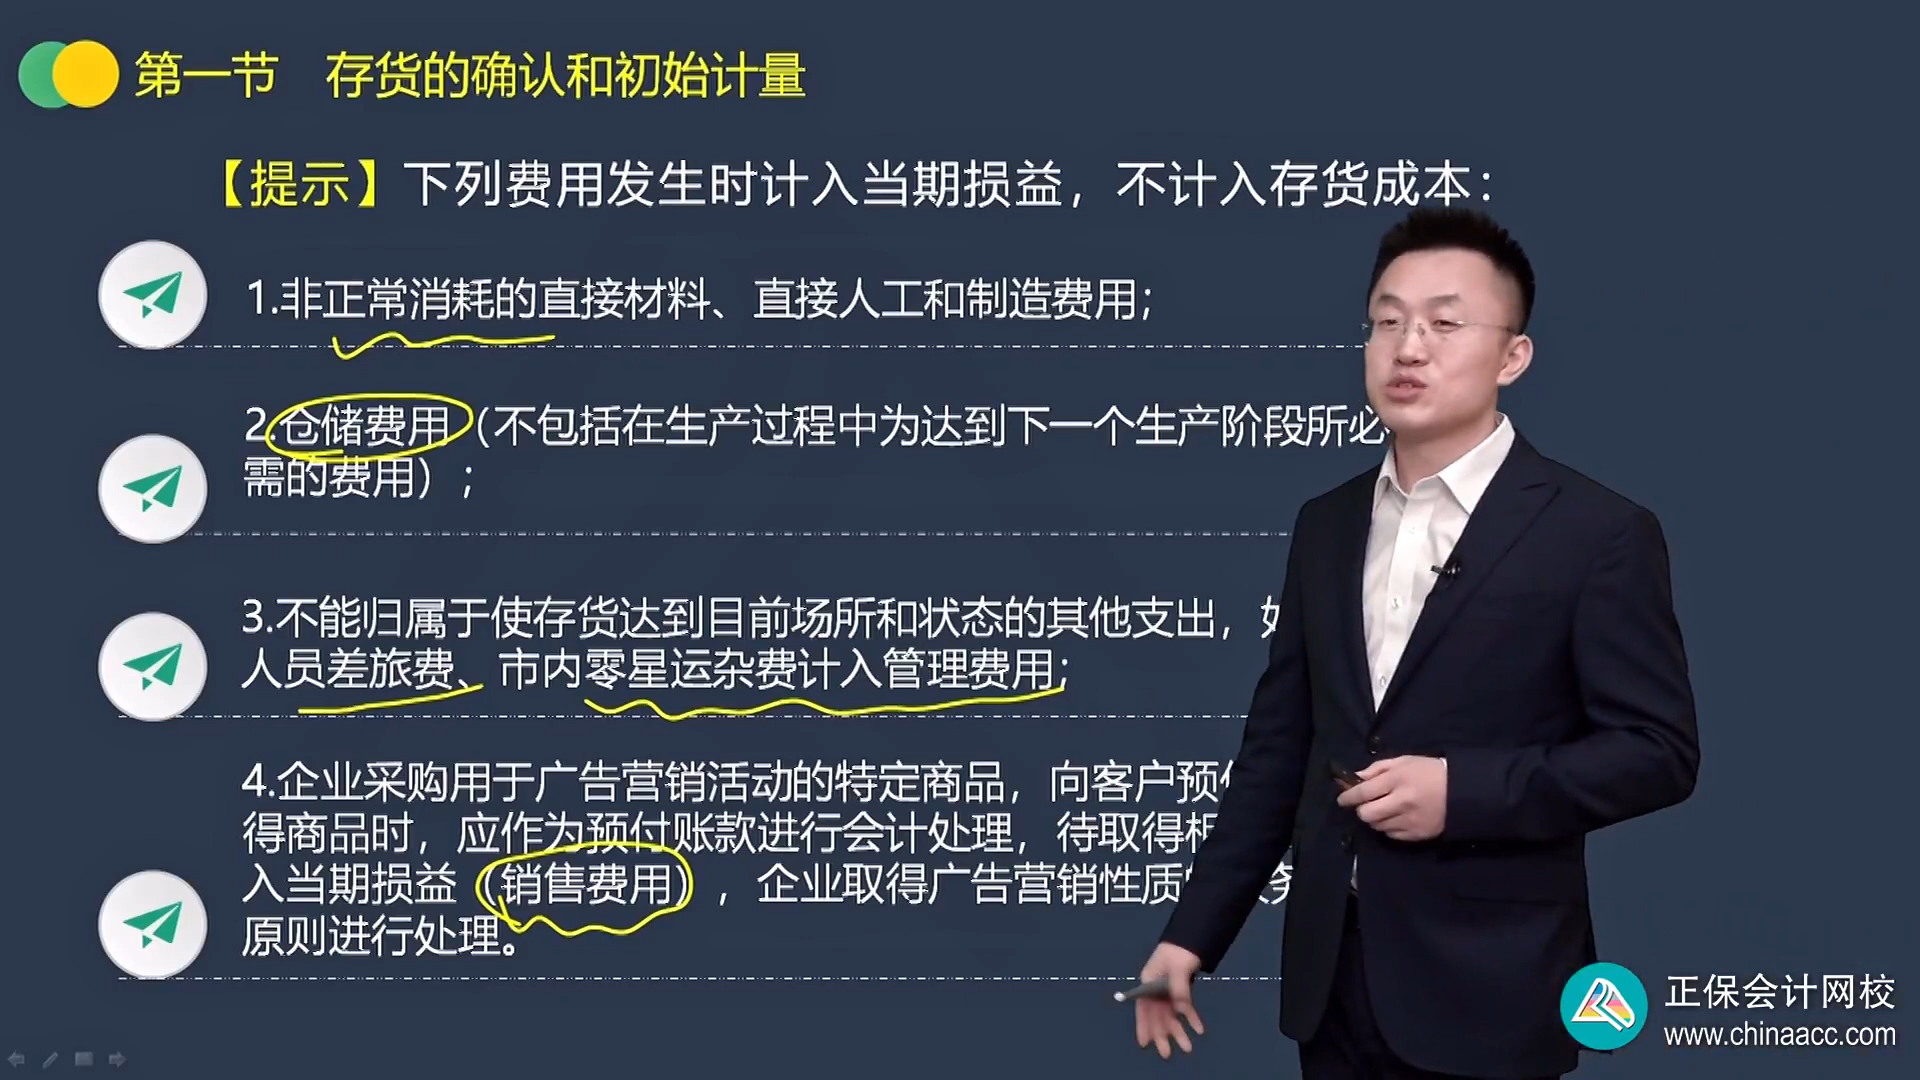 第一节 存货的确认和初始计量
【提示】下列费用发生时计入当期损益，不计入存货成本：
1.非正常消耗的直接材料、直接人工和制造费用；
2.仓储费用（不包括在生产过程中为达到下一个生产阶段所必
需的费用）；
3.不能归属于使存货达到目前场所和状态的其他支出，
人员差旅费、市内零星运杂费计入管理费用；
4.企业采购用于广告营销活动的特定商品，向客户预
得商品时，应作为预付账款进行会计处理，待取得
入当期损益（销售费用），企业取得广告营销性质
原则进行处理。
正保会计网校
www.chinaacc.com